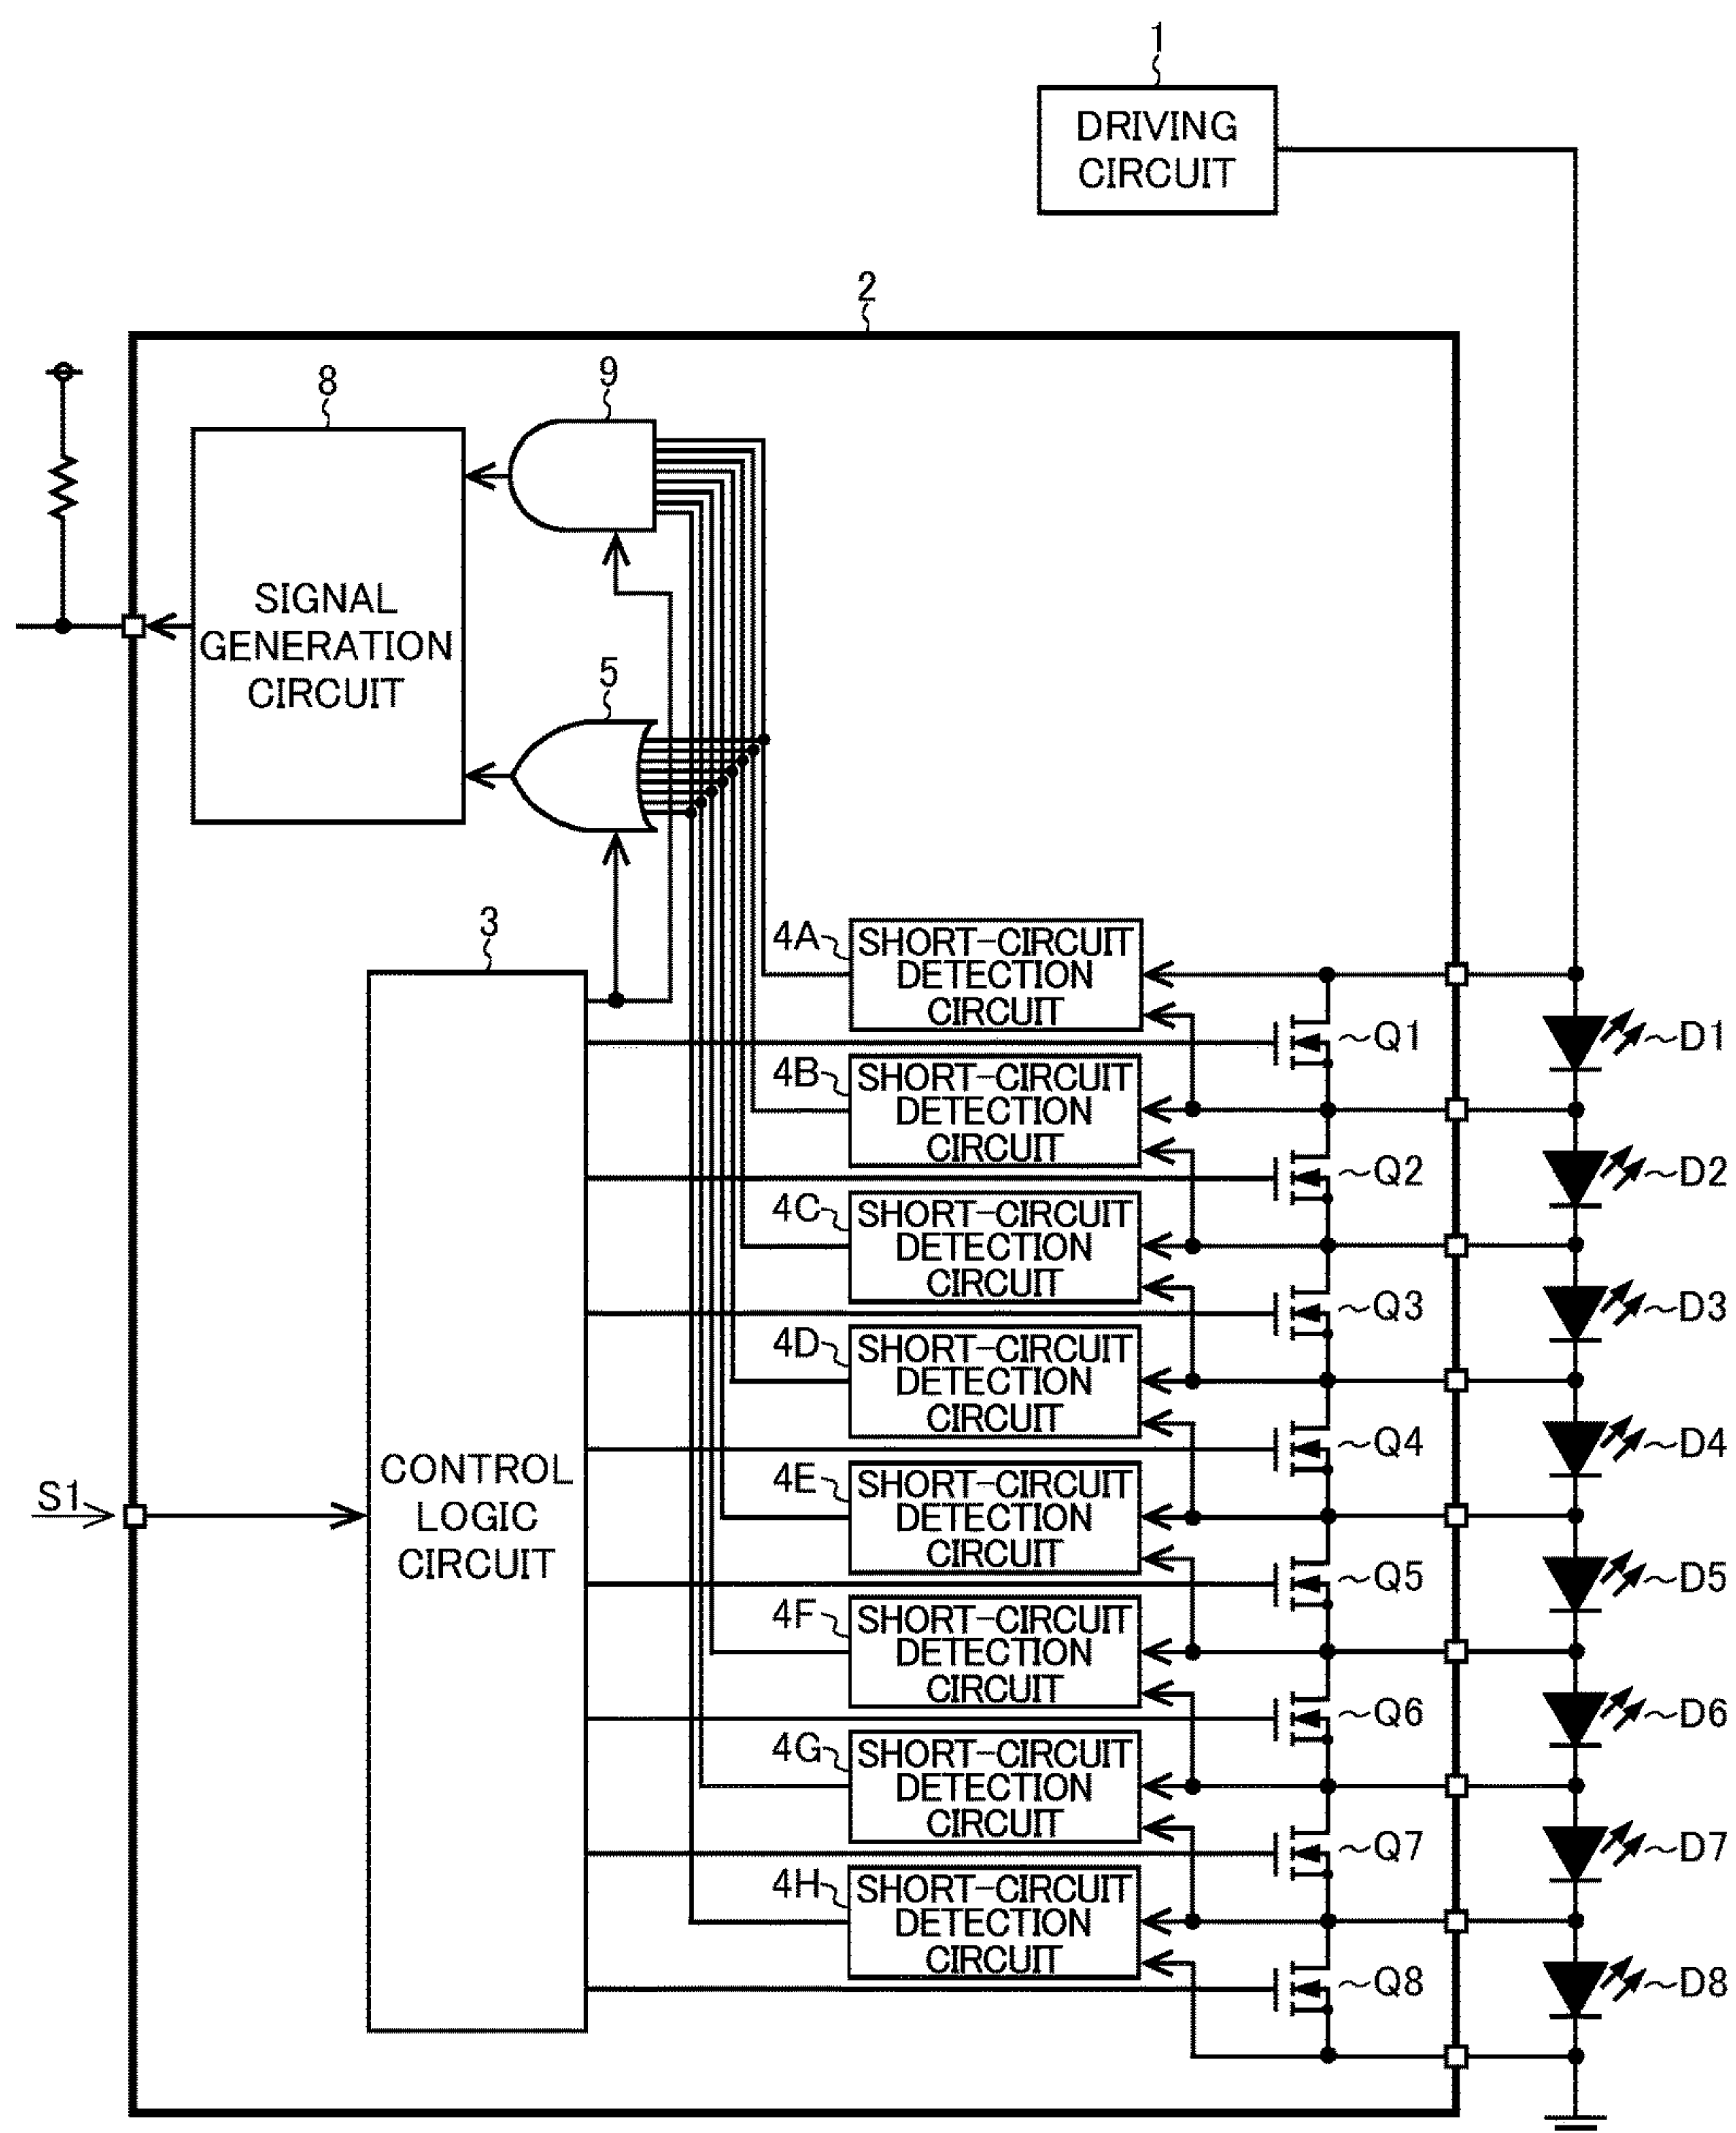 1
DRIVING
CIRCUIT
2
8
9
SIGNAL
GENERATION
CIRCUIT
5
3
4A
SHORT-CIRCUIT
DETECTION
CIRCUIT
Q1
D1
4B
SHORT-CIRCUIT
DETECTION
CIRCUIT
Q2
D2
4C
SHORT-CIRCUIT
DETECTION
CIRCUIT
Q3
D3
4D
SHORT-CIRCUIT
DETECTION
CIRCUIT
Q4
D4
CONTROL
LOGIC
CIRCUIT
S1
4E
SHORT-CIRCUIT
DETECTION
CIRCUIT
Q5
D5
4F
SHORT-CIRCUIT
DETECTION
CIRCUIT
Q6
D6
4G
SHORT-CIRCUIT
DETECTION
CIRCUIT
Q7
D7
4H
SHORT-CIRCUIT
DETECTION
CIRCUIT
Q8
D8